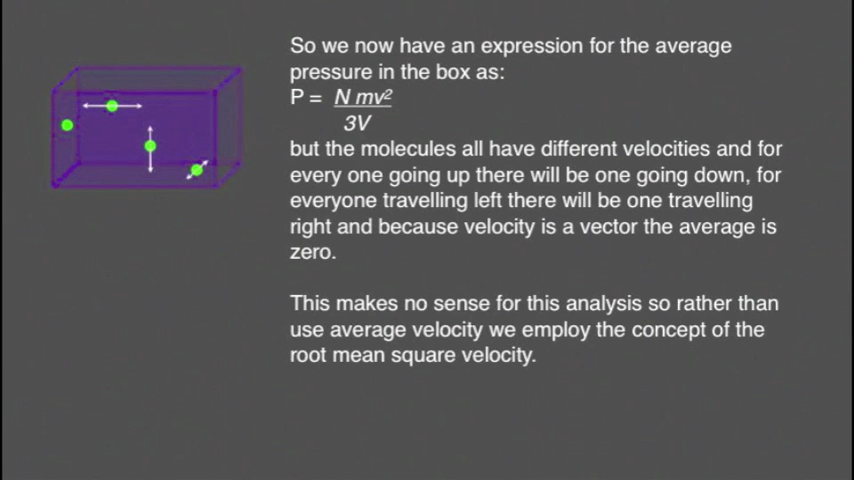 So we now have an expression for the average
pressure in the box as:
P = N mv²
3V
but the molecules all have different velocities and for
every one going up there will be one going down, for
everyone travelling left there will be one travelling
right and because velocity is a vector the average is
zero.
This makes no sense for this analysis so rather than
use average velocity we employ the concept of the
root mean square velocity.